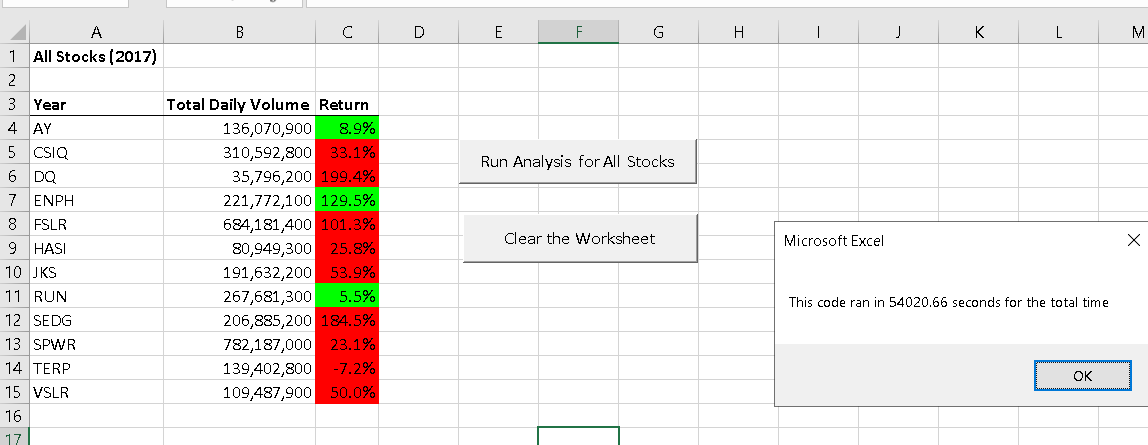 A B C D E F G H I J K L M
1 All Stocks (2017)
2
3 Year Total Daily Volume Return
4 AY 136,070,900 8.9%
5 CSIQ 310,592,800 33.1%
6 DQ 35,796,200 199.4%
7 ENPH 221,772,100 129.5%
8 FSLR 684,181,400 101.3%
9 HASI 80,949,300 25.8%
10 JKS 191,632,200 53.9%
11 RUN 267,681,300 5.5%
12 SEDG 206,885,200 184.5%
13 SPWR 782,187,000 23.1%
14 TERP 139,402,800 -7.2%
15 VSLR 109,487,900 50.0%
16
17
Run Analysis for All Stocks
Clear the Worksheet
Microsoft Excel
This code ran in 54020.66 seconds for the total time
OK